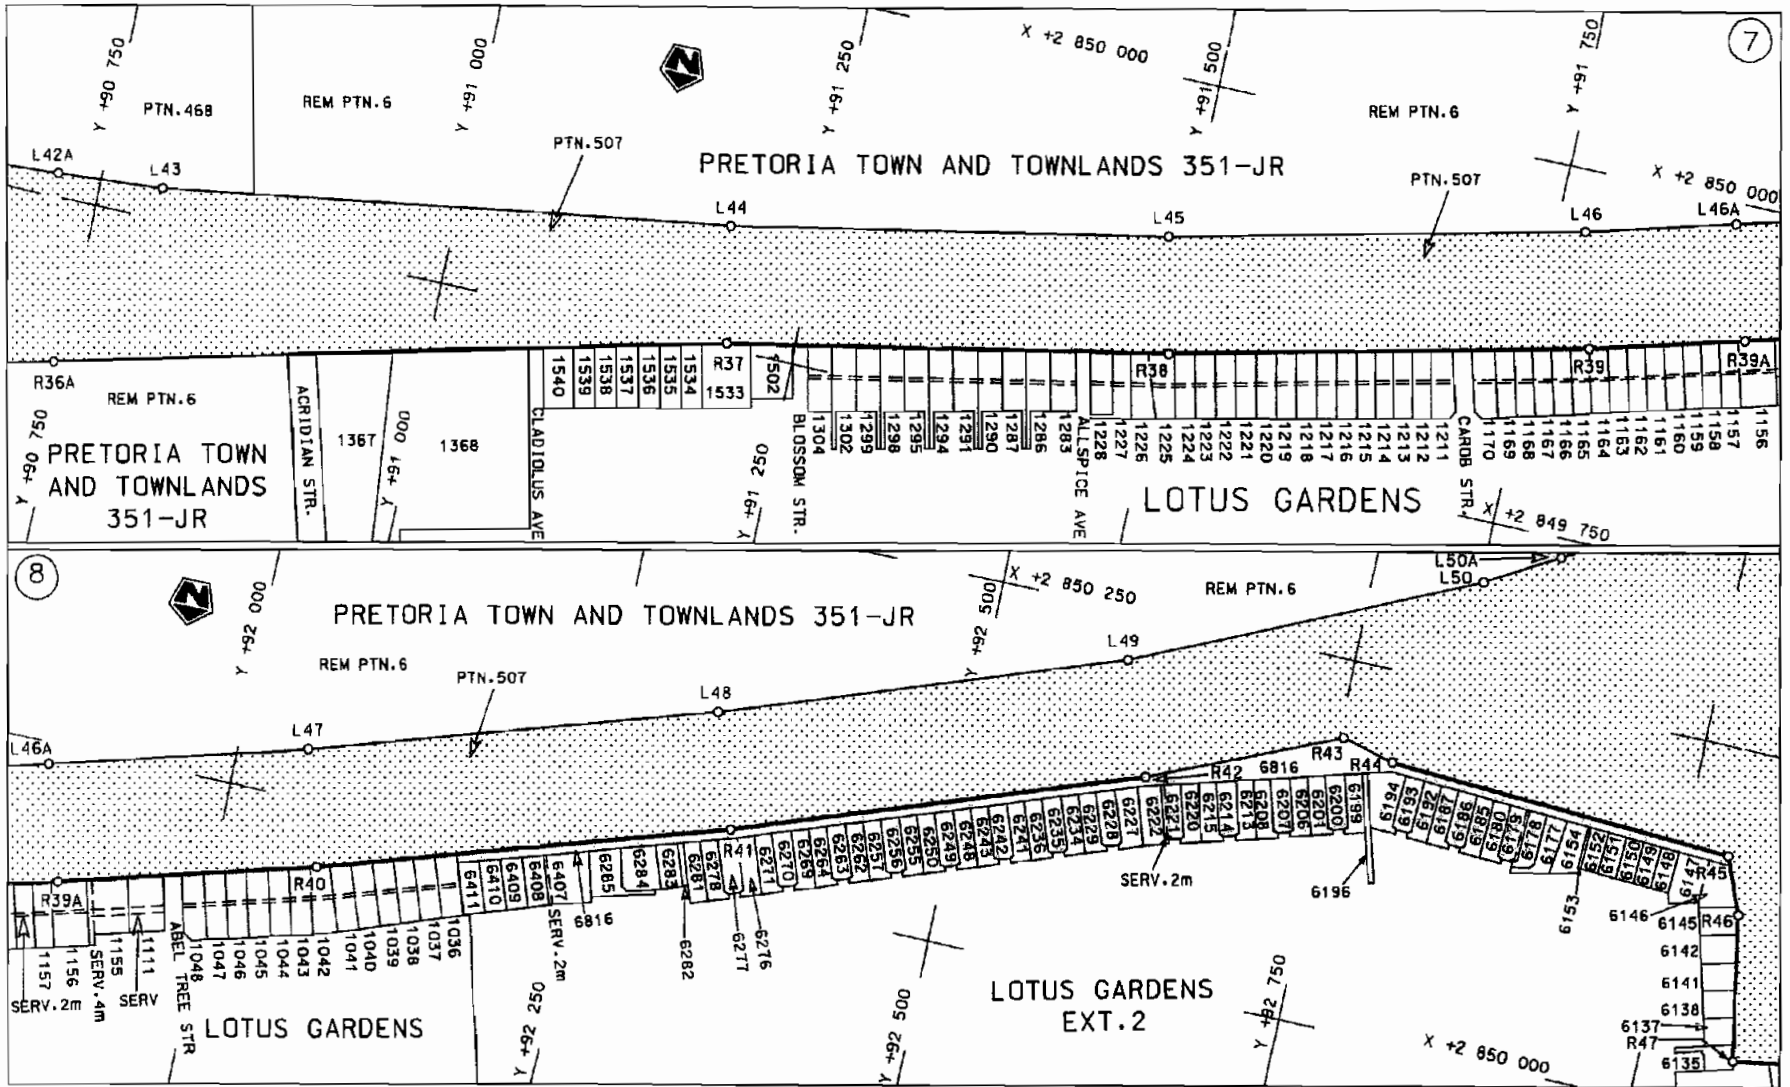 7
Y +90 750
Y +91 000
Y +91 250
X +2 850 000
Y +91 500
Y +91 750
PTN.468
REM PTN.6
PTN.507
PRETORIA TOWN AND TOWNLANDS 351-JR
REM PTN.6
PTN.507
X +2 850 000
N
L42A
L43
L44
L45
L46
L46A
R36A
R37
R38
R39
R39A
REM PTN.6
Y +90 750
PRETORIA TOWN
AND TOWNLANDS
351-JR
ACRIDIAN STR.
1367
Y +91 000
1368
CLADIOLUS AVE
1540
1539
1538
1537
1536
1535
1534
1533
1502
Y +91 250
BLOSSOM STR.
1304
1302
1299
1298
1295
1294
1291
1290
1287
1286
1283
ALLSPICE AVE
1228
1227
1226
1225
1224
1223
1222
1221
1220
1219
1218
1217
1216
1215
1214
1213
1212
1211
CAROB STR.
1170
1169
1168
1167
1166
1165
1164
1163
1162
1161
1160
1159
1158
1157
1156
LOTUS GARDENS
X +2 849 750
8
N
Y +92 000
PRETORIA TOWN AND TOWNLANDS 351-JR
REM PTN.6
PTN.507
Y +92 500
X +2 850 250
REM PTN.6
L50A
L50
L49
L48
L47
L46A
R39A
R40
R41
R42
6816
R43
R44
R45
R46
R47
1157
1156
SERV.2m
SERV.4m
1155
1111
SERV
ABEL TREE STR
1048
1047
1046
1045
1044
1043
1042
1041
1040
1039
1038
1037
1036
LOTUS GARDENS
6411
6410
6409
6408
6407
SERV.2m
6816
6285
6284
6283
6281
6282
6278
6277
6276
6271
6270
6269
6264
6263
6262
6257
6256
6255
6250
6249
6248
6243
6242
6241
6236
6235
6234
6229
6228
6227
6222
6221
SERV.2m
6220
6215
6214
6213
6208
6207
6206
6201
6200
6199
6196
6194
6193
6192
6187
6186
6185
6180
6179
6178
6177
6154
6153
6152
6151
6150
6149
6148
6147
6146
6145
6142
6141
6138
6137
6135
Y +92 250
Y +92 500
Y +92 750
LOTUS GARDENS
EXT.2
X +2 850 000